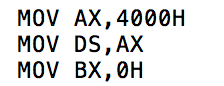 MOV AX,4000H
MOV DS,AX
MOV BX,0H